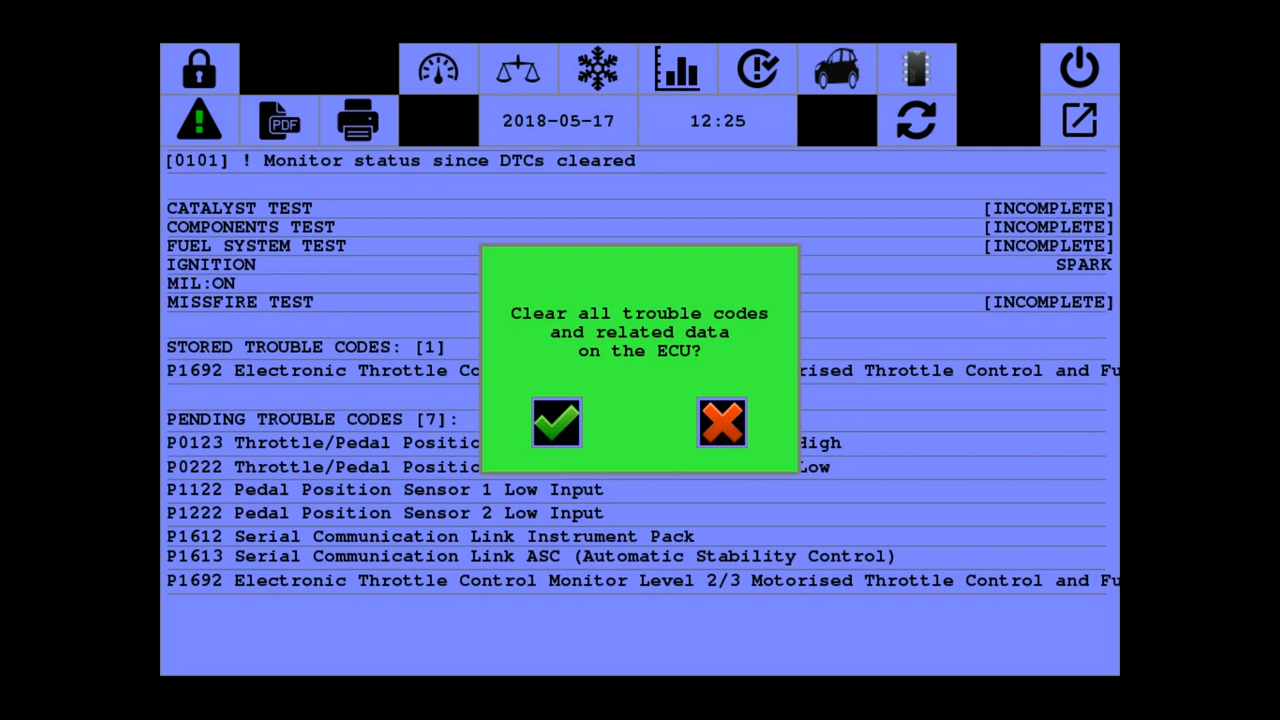 PDF
2018-05-17
12:25
[0101] ! Monitor status since DTCs cleared
CATALYST TEST [INCOMPLETE]
COMPONENTS TEST [INCOMPLETE]
FUEL SYSTEM TEST [INCOMPLETE]
IGNITION SPARK
MIL:ON
MISSFIRE TEST [INCOMPLETE]
Clear all trouble codes
and related data
on the ECU?
STORED TROUBLE CODES: [1]
P1692 Electronic Throttle Throttle Control and
PENDING TROUBLE CODES [7]:
P0123 Throttle/Pedal High
P0222 Throttle/Pedal Low
P1122 Pedal Position Sensor 1 Low Input
P1222 Pedal Position Sensor 2 Low Input
P1612 Serial Communication Link Instrument Pack
P1613 Serial Communication Link ASC (Automatic Stability Control)
P1692 Electronic Throttle Control Monitor Level 2/3 Motorised Throttle Control and Fu